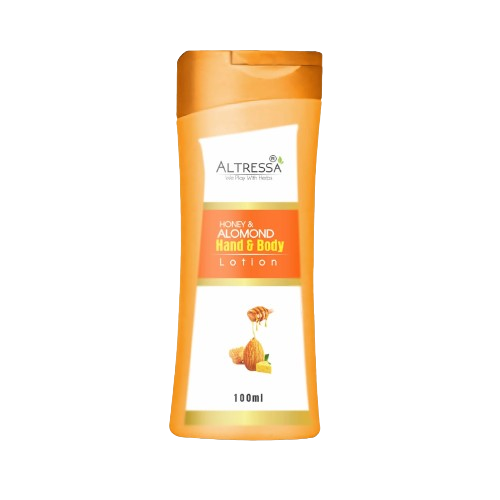 ALTRESSA®
We Play With Herbs
HONEY &
ALOMOND
Hand & Body
Lotion
100ml